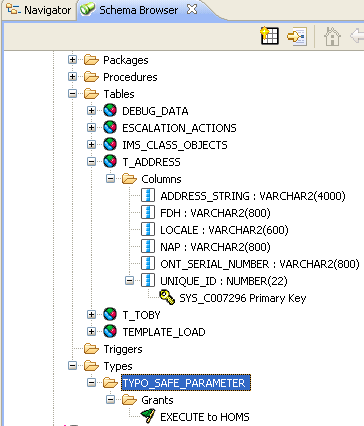 Navigator Schema Browser
Packages
Procedures
Tables
DEBUG_DATA
ESCALATION_ACTIONS
IMS_CLASS_OBJECTS
T_ADDRESS
Columns
ADDRESS_STRING : VARCHAR2(4000)
FDH : VARCHAR2(800)
LOCALE : VARCHAR2(600)
NAP : VARCHAR2(800)
ONT_SERIAL_NUMBER : VARCHAR2(800)
UNIQUE_ID : NUMBER(22)
SYS_C007296 Primary Key
T_TOBY
TEMPLATE_LOAD
Triggers
Types
TYPO_SAFE_PARAMETER
Grants
EXECUTE to HOMS